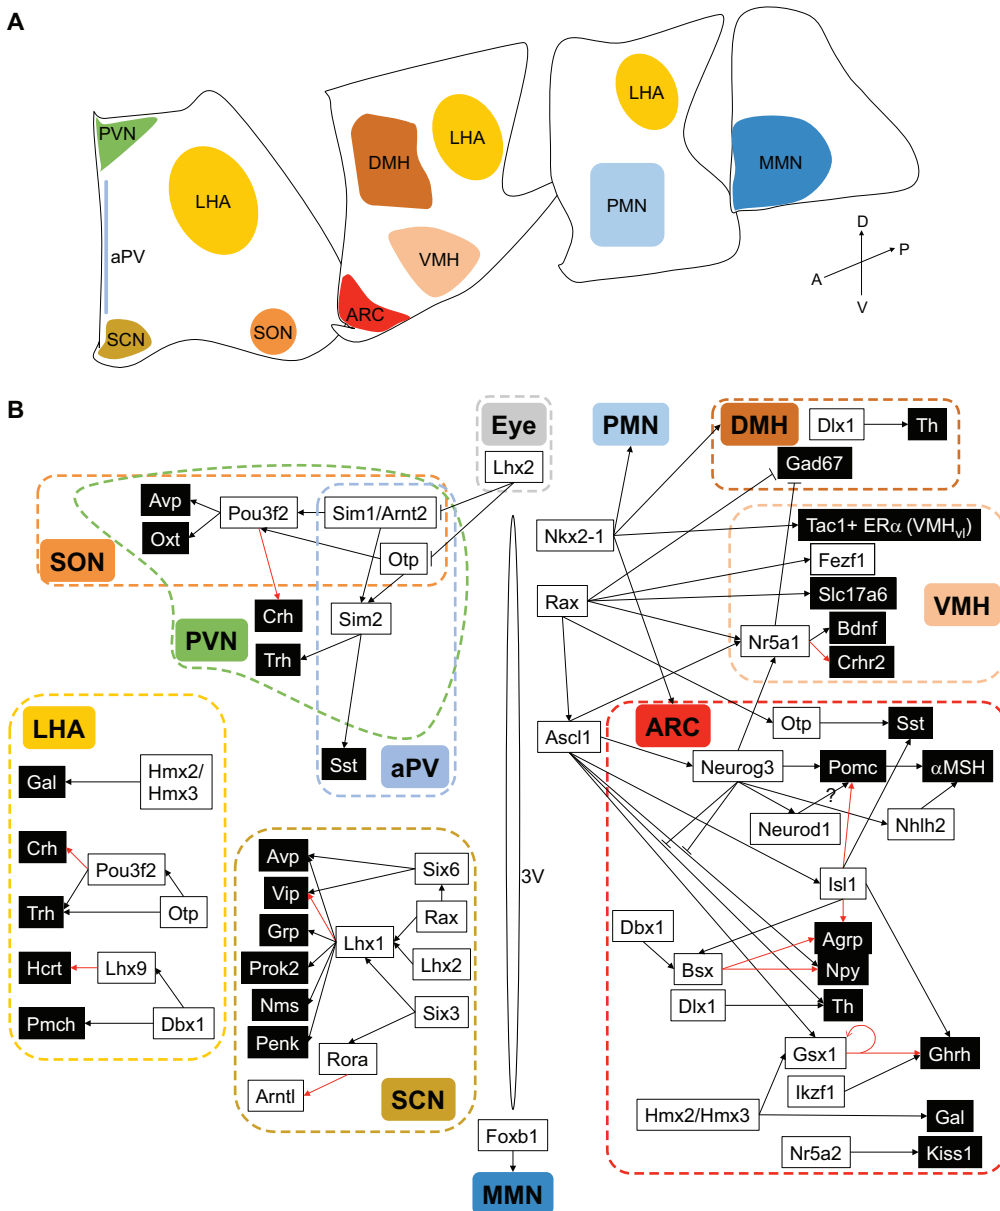 A
PVN
LHA
aPV
SCN
SON
DMH
LHA
VMH
ARC
LHA
PMN
MMN
D
P
A
V
B
Eye
Lhx2
PMN
DMH
Dlx1
Th
Gad67
Avp
Oxt
Pou3f2
Sim1/Arnt2
Otp
SON
Crh
Sim2
PVN
Trh
Sst
aPV
Nkx2-1
Tac1+ ERα (VMHvl)
Fezf1
Rax
Slc17a6
VMH
Nr5a1
Bdnf
Crhr2
LHA
Gal
Hmx2/
Hmx3
Crh
Pou3f2
Trh
Otp
Hcrt
Lhx9
Pmch
Dbx1
Avp
Six6
Vip
Rax
Grp
Lhx1
Prok2
Lhx2
Nms
Six3
Penk
Rora
Arntl
SCN
3V
Foxb1
MMN
ARC
Otp
Sst
Ascl1
Neurog3
Pomc
αMSH
?
Neurod1
Nhlh2
Isl1
Dbx1
Agrp
Bsx
Npy
Dlx1
Th
Gsx1
Ghrh
Ikzf1
Hmx2/Hmx3
Gal
Nr5a2
Kiss1